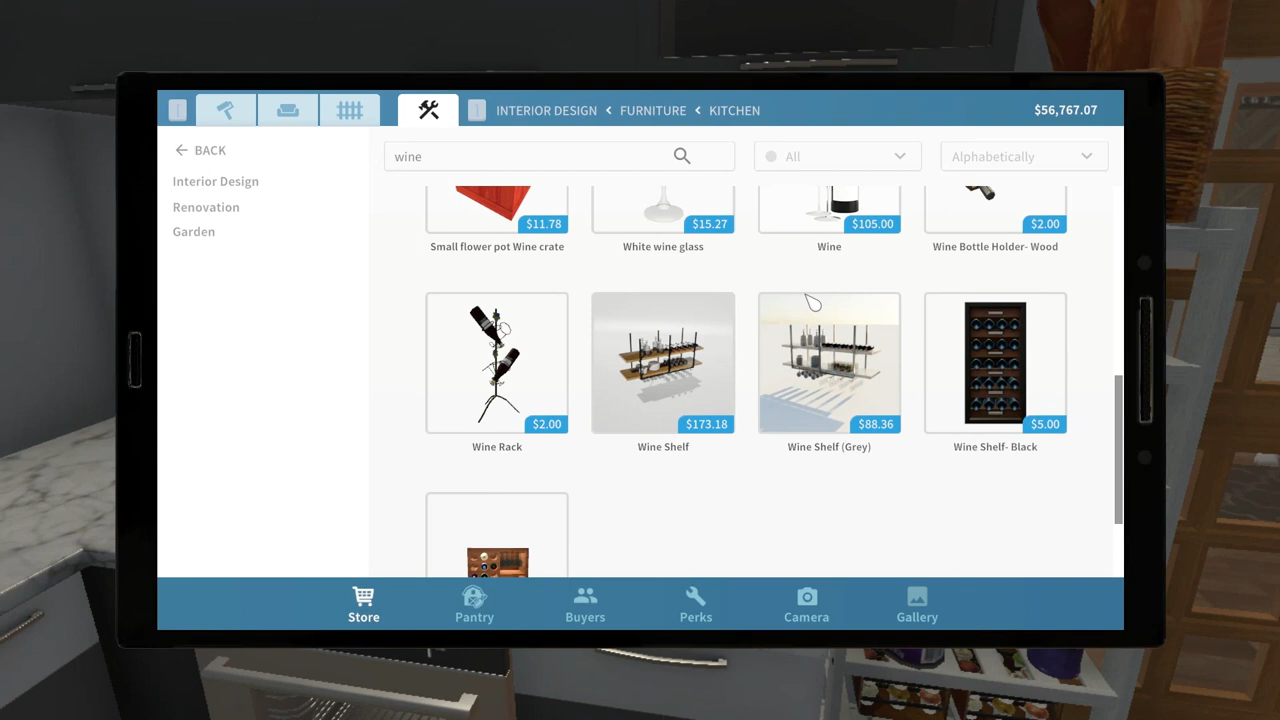 INTERIOR DESIGN < FURNITURE < KITCHEN
$56,767.07
BACK
Interior Design
Renovation
Garden
wine
All
Alphabetically
$11.78
$15.27
$105.00
$2.00
Small flower pot Wine crate
White wine glass
Wine
Wine Bottle Holder- Wood
$2.00
$173.18
$88.36
$5.00
Wine Rack
Wine Shelf
Wine Shelf (Grey)
Wine Shelf- Black
Store
Pantry
Buyers
Perks
Camera
Gallery